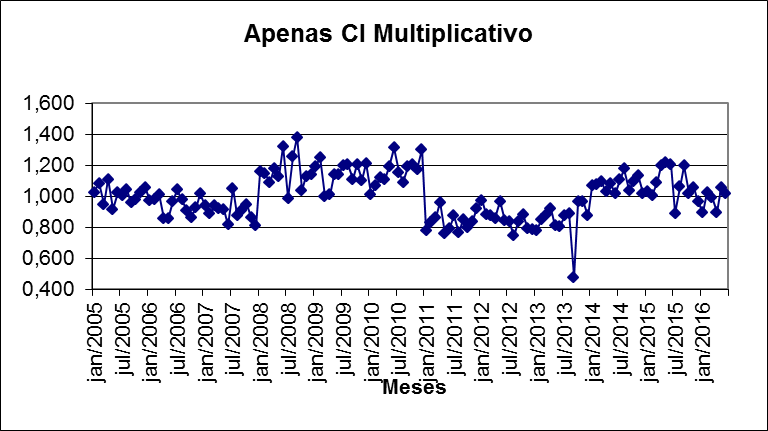 Apenas CI Multiplicativo
1,600
1,400
1,200
1,000
0,800
0,600
0,400
jan/2005
jul/2005
jan/2006
jul/2006
jan/2007
jul/2007
jan/2008
jul/2008
jan/2009
jul/2009
jan/2010
jul/2010
jan/2011
jul/2011
jan/2012
jul/2012
jan/2013
jul/2013
jan/2014
jul/2014
jan/2015
jul/2015
jan/2016
Meses